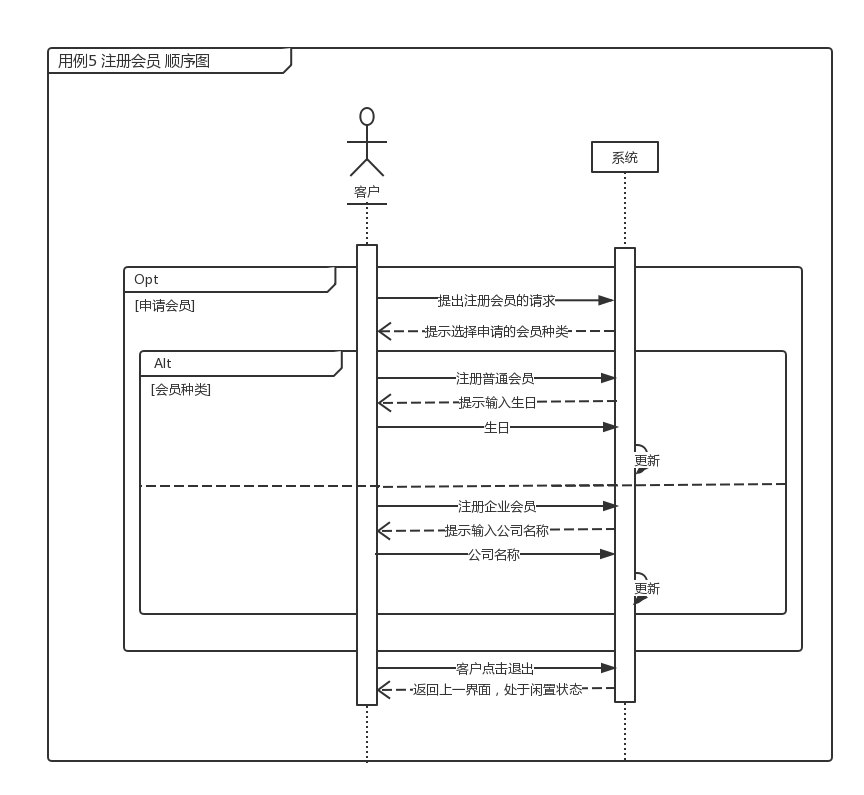 用例5 注册会员 顺序图
客户
系统
Opt
[申请会员]
提出注册会员的请求
提示选择申请的会员种类
Alt
[会员种类]
注册普通会员
提示输入生日
生日
更新
注册企业会员
提示输入公司名称
公司名称
更新
客户点击退出
返回上一界面，处于闲置状态